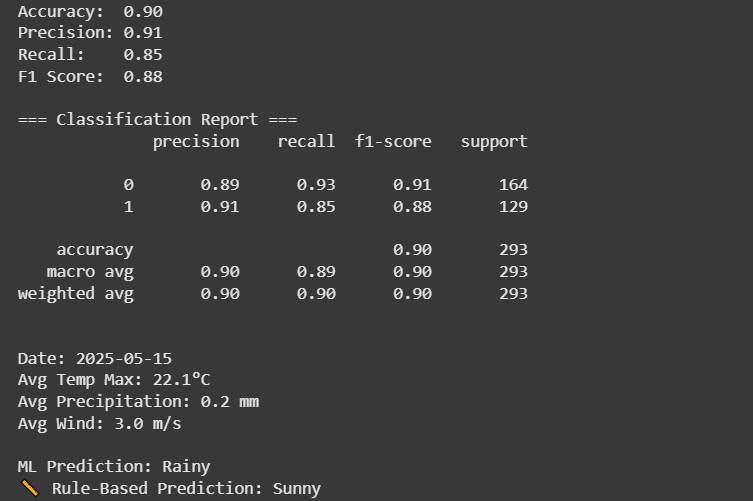 Accuracy:  0.90
Precision: 0.91
Recall:    0.85
F1 Score:  0.88
=== Classification Report ===
precision    recall  f1-score   support
0       0.89      0.93      0.91       164
1       0.91      0.85      0.88       129
accuracy                           0.90       293
macro avg       0.90      0.89      0.90       293
weighted avg       0.90      0.90      0.90       293
Date: 2025-05-15
Avg Temp Max: 22.1°C
Avg Precipitation: 0.2 mm
Avg Wind: 3.0 m/s
ML Prediction: Rainy
📏 Rule-Based Prediction: Sunny